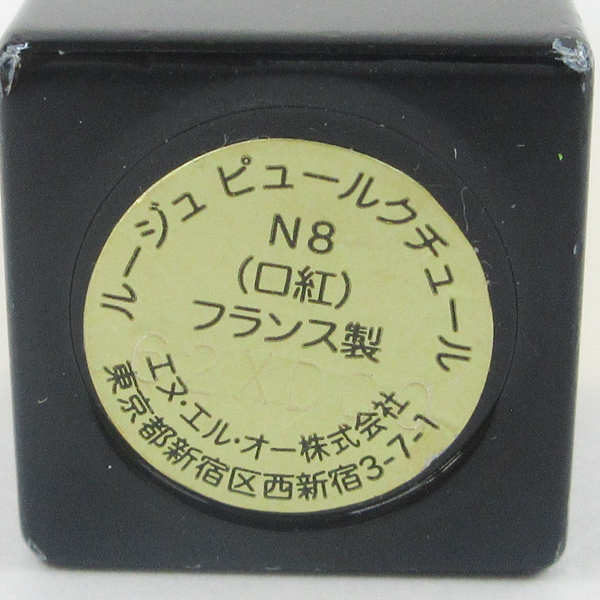 ルージュ ピュールクチュール
N8
(口紅)
フランス製
エヌ・エル・オー株式会社
東京都新宿区西新宿3-7-1